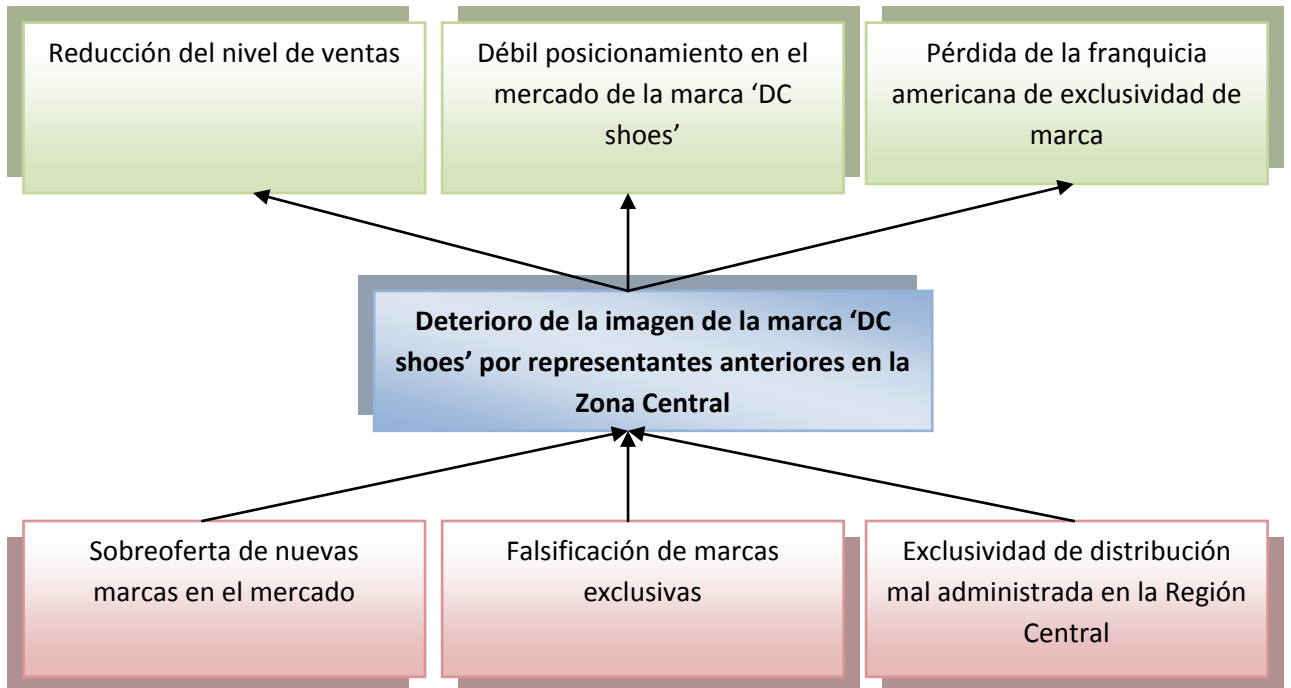 Reducción del nivel de ventas
Débil posicionamiento en el
mercado de la marca ‘DC
shoes’
Pérdida de la franquicia
americana de exclusividad de
marca
Deterioro de la imagen de la marca ‘DC
shoes’ por representantes anteriores en la
Zona Central
Sobreoferta de nuevas
marcas en el mercado
Falsificación de marcas
exclusivas
Exclusividad de distribución
mal administrada en la Región
Central